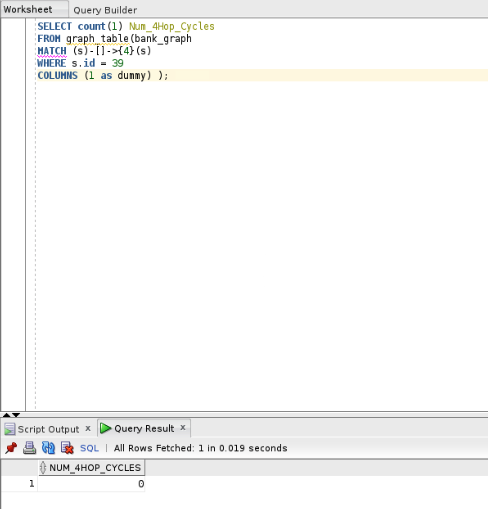 Worksheet Query Builder
SELECT count(1) Num_4Hop_Cycles
FROM graph_table(bank_graph
MATCH (s)-[]->{4}(s)
WHERE s.id = 39
COLUMNS (1 as dummy) );
Script Output x Query Result x
SQL | All Rows Fetched: 1 in 0.019 seconds
NUM_4HOP_CYCLES
1 0